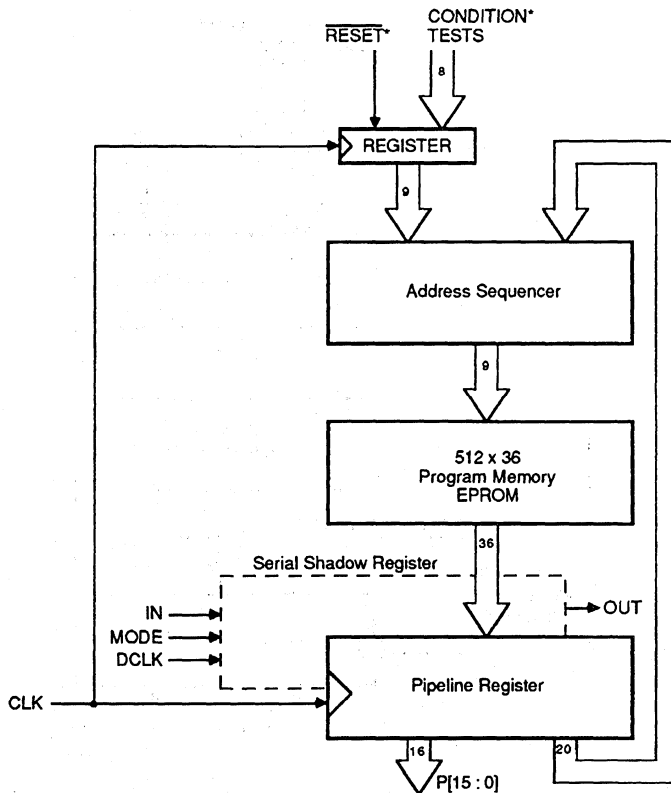 RESET*
CONDITION*
TESTS
8
REGISTER
9
Address Sequencer
9
512 x 36
Program Memory
EPROM
36
Serial Shadow Register
IN
MODE
DCLK
OUT
CLK
Pipeline Register
16
20
P[15 : 0]